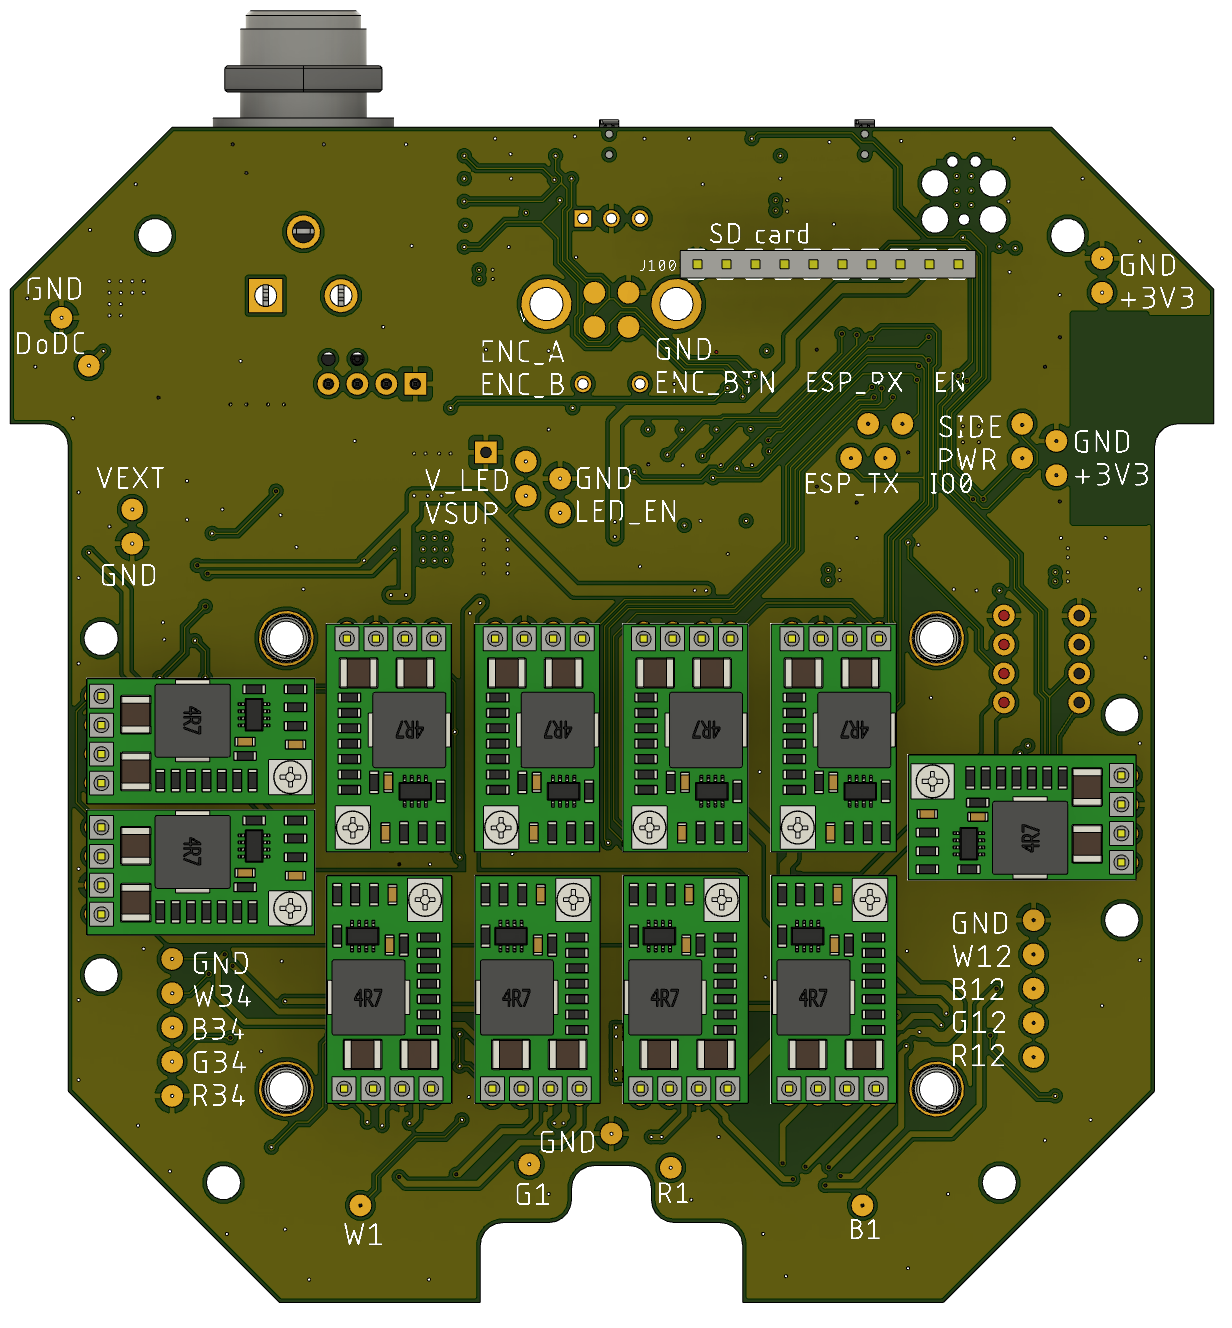 SD card
J100
GND
+3V3
GND
DoDC
ENC_A
GND
ENC_B
ENC_BTN
ESP_RX
EN
SIDE
PWR
GND
+3V3
VEXT
V_LED
GND
VSUP
LED_EN
ESP_TX
IO0
GND
4R7
4R7
4R7
4R7
4R7
4R7
4R7
GND
W34
B34
G34
R34
4R7
4R7
4R7
4R7
GND
W12
B12
G12
R12
GND
G1
R1
W1
B1